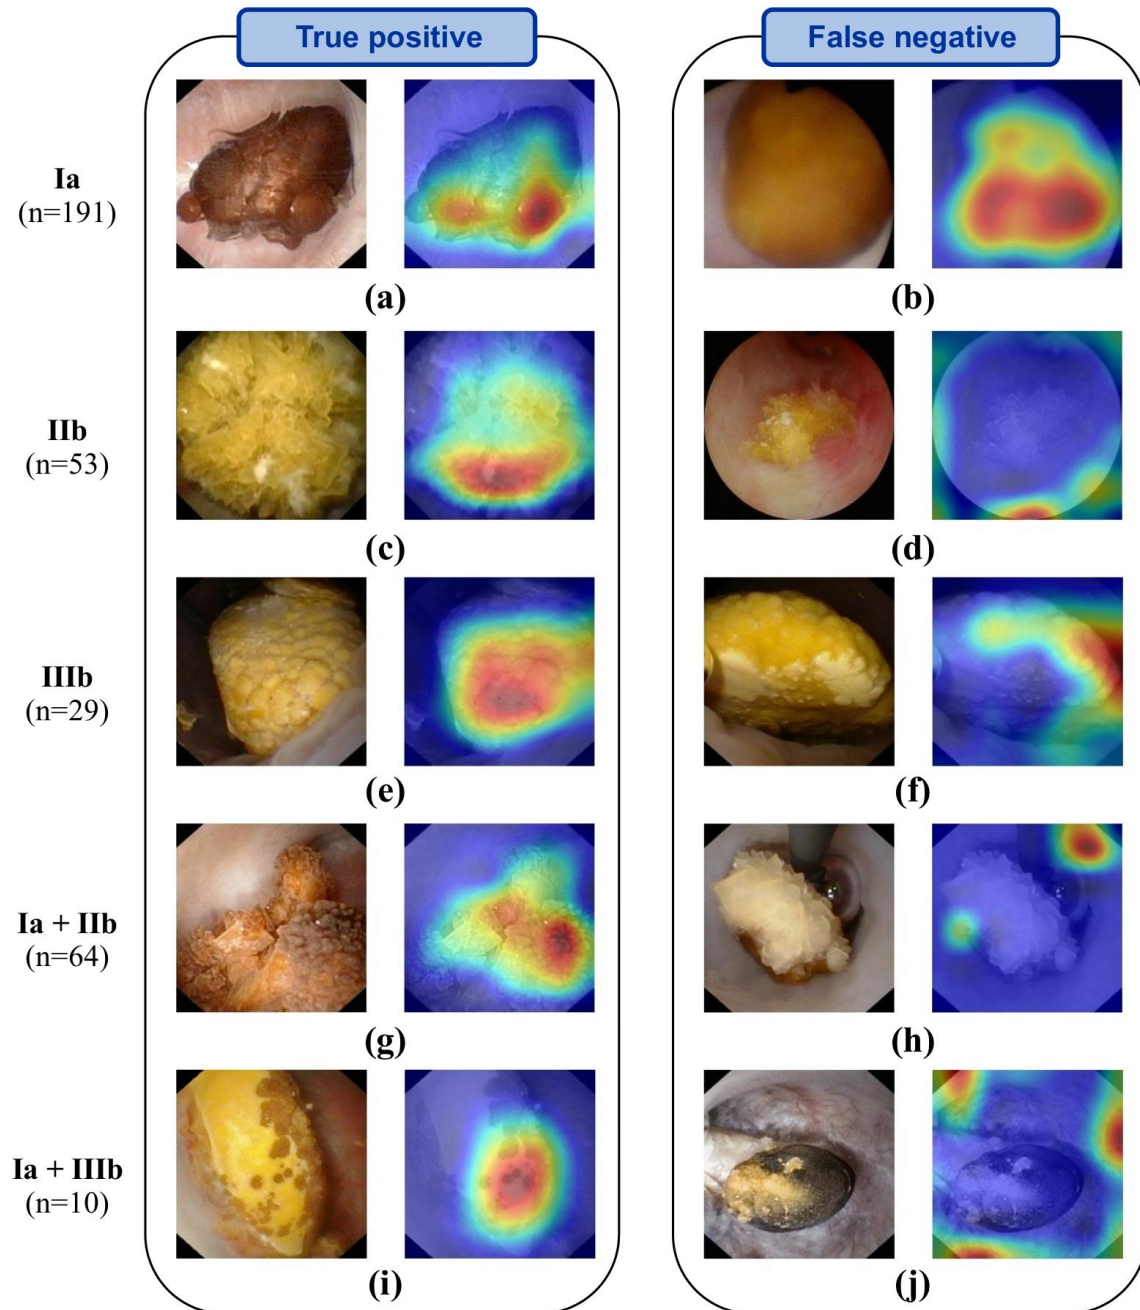 True positive
False negative
Ia
(n=191)
(a)
(b)
IIb
(n=53)
(c)
(d)
IIIb
(n=29)
(e)
(f)
Ia + IIb
(n=64)
(g)
(h)
Ia + IIIb
(n=10)
(i)
(j)